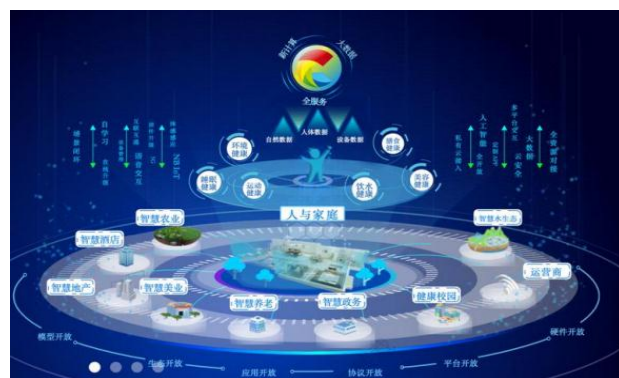 新计算
大数据
全服务
自然数据
人体数据
设备数据
环境健康
膳食健康
睡眠健康
运动健康
饮水健康
美容健康
自学习
NB-IoT
人工智能
大数据
云安全
人与家庭
智慧农业
智慧水生态
智慧酒店
运营商
智慧地产
智慧美业
智慧养老
智慧政务
健康校园
模型开放
生态开放
应用开放
协议开放
平台开放
硬件开放